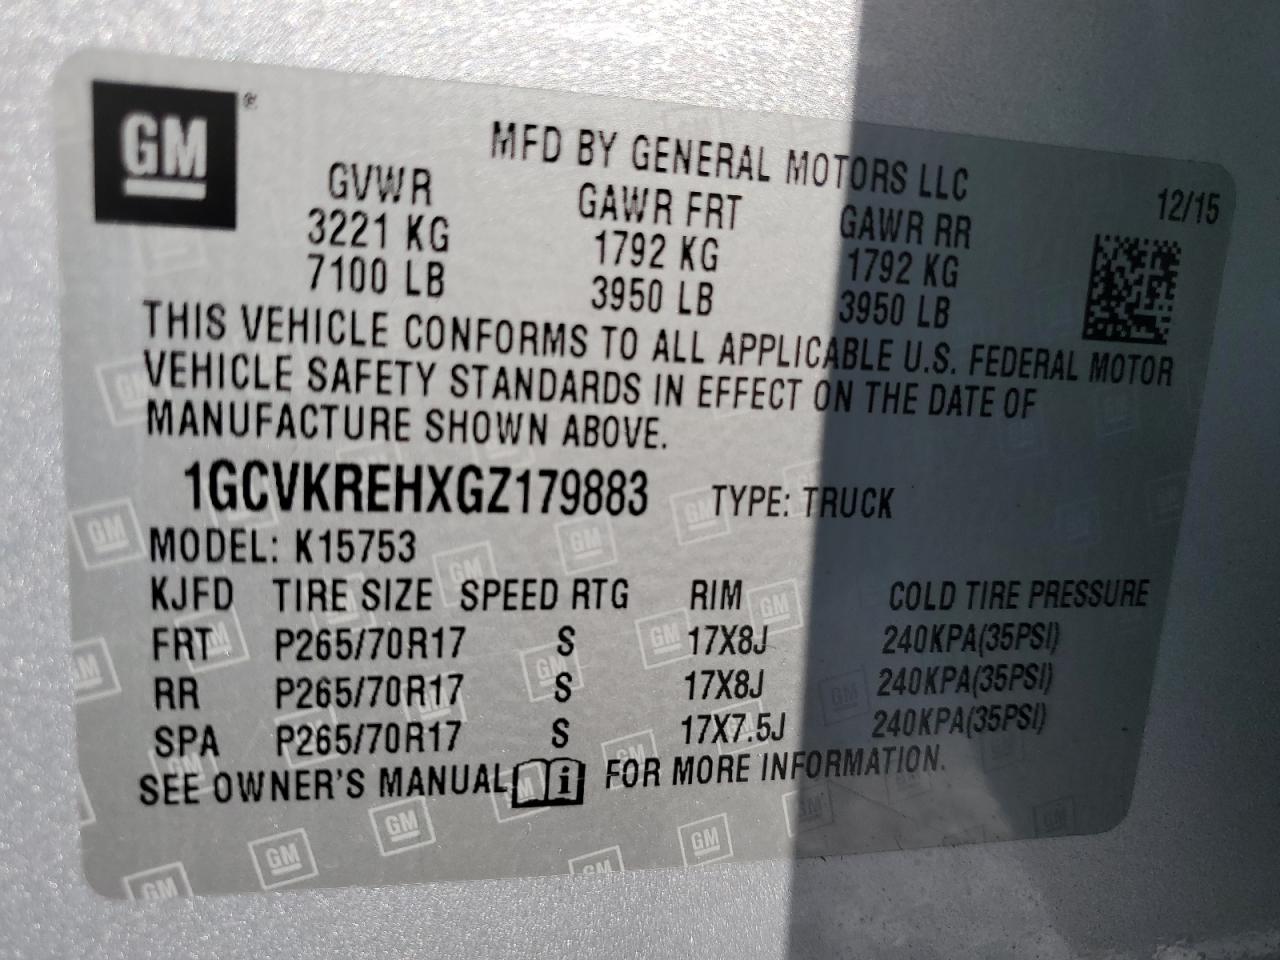 GM ®
MFD BY GENERAL MOTORS LLC
12/15
GVWR GAWR FRT GAWR RR
3221 KG 1792 KG 1792 KG
7100 LB 3950 LB 3950 LB
THIS VEHICLE CONFORMS TO ALL APPLICABLE U.S. FEDERAL MOTOR
VEHICLE SAFETY STANDARDS IN EFFECT ON THE DATE OF
MANUFACTURE SHOWN ABOVE.
1GCVKREHXGZ179883 TYPE: TRUCK
MODEL: K15753
KJFD TIRE SIZE SPEED RTG RIM COLD TIRE PRESSURE
FRT P265/70R17 S 17X8J 240KPA(35PSI)
RR P265/70R17 S 17X8J 240KPA(35PSI)
SPA P265/70R17 S 17X7.5J 240KPA(35PSI)
SEE OWNER'S MANUAL i FOR MORE INFORMATION.